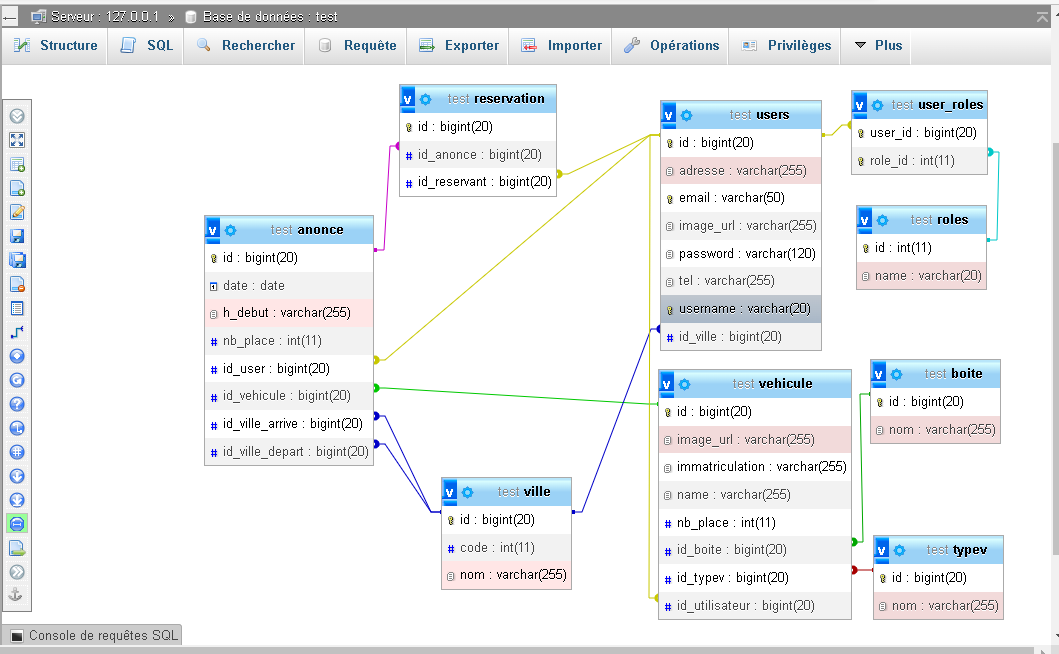 Serveur : 127.0.0.1 » Base de données : test
Structure SQL Rechercher Requête Exporter Importer Opérations Privilèges Plus
v test reservation
id : bigint(20)
id_anonce : bigint(20)
id_reservant : bigint(20)
v test users
id : bigint(20)
adresse : varchar(255)
email : varchar(50)
image_url : varchar(255)
password : varchar(120)
tel : varchar(255)
username : varchar(20)
id_ville : bigint(20)
v test user_roles
user_id : bigint(20)
role_id : int(11)
v test roles
id : int(11)
name : varchar(20)
v test anonce
id : bigint(20)
date : date
h_debut : varchar(255)
nb_place : int(11)
id_user : bigint(20)
id_vehicule : bigint(20)
id_ville_arrive : bigint(20)
id_ville_depart : bigint(20)
v test vehicule
id : bigint(20)
image_url : varchar(255)
immatriculation : varchar(255)
name : varchar(255)
nb_place : int(11)
id_boite : bigint(20)
id_typev : bigint(20)
id_utilisateur : bigint(20)
v test boite
id : bigint(20)
nom : varchar(255)
v test ville
id : bigint(20)
code : int(11)
nom : varchar(255)
v test typev
id : bigint(20)
nom : varchar(255)
Console de requêtes SQL